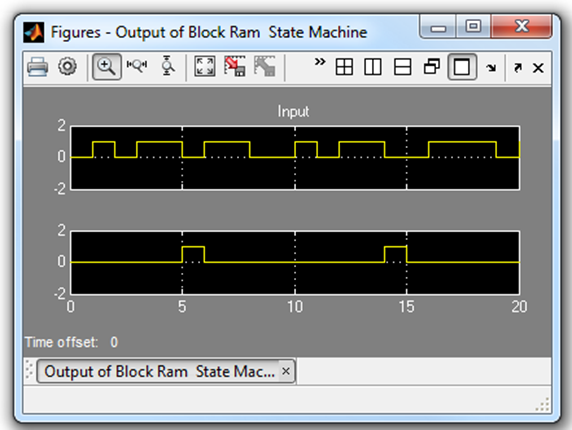 Figures - Output of Block Ram  State Machine
Input
2
0
-2
2
0
-2
0 5 10 15 20
Time offset: 0
Output of Block Ram  State Mac...